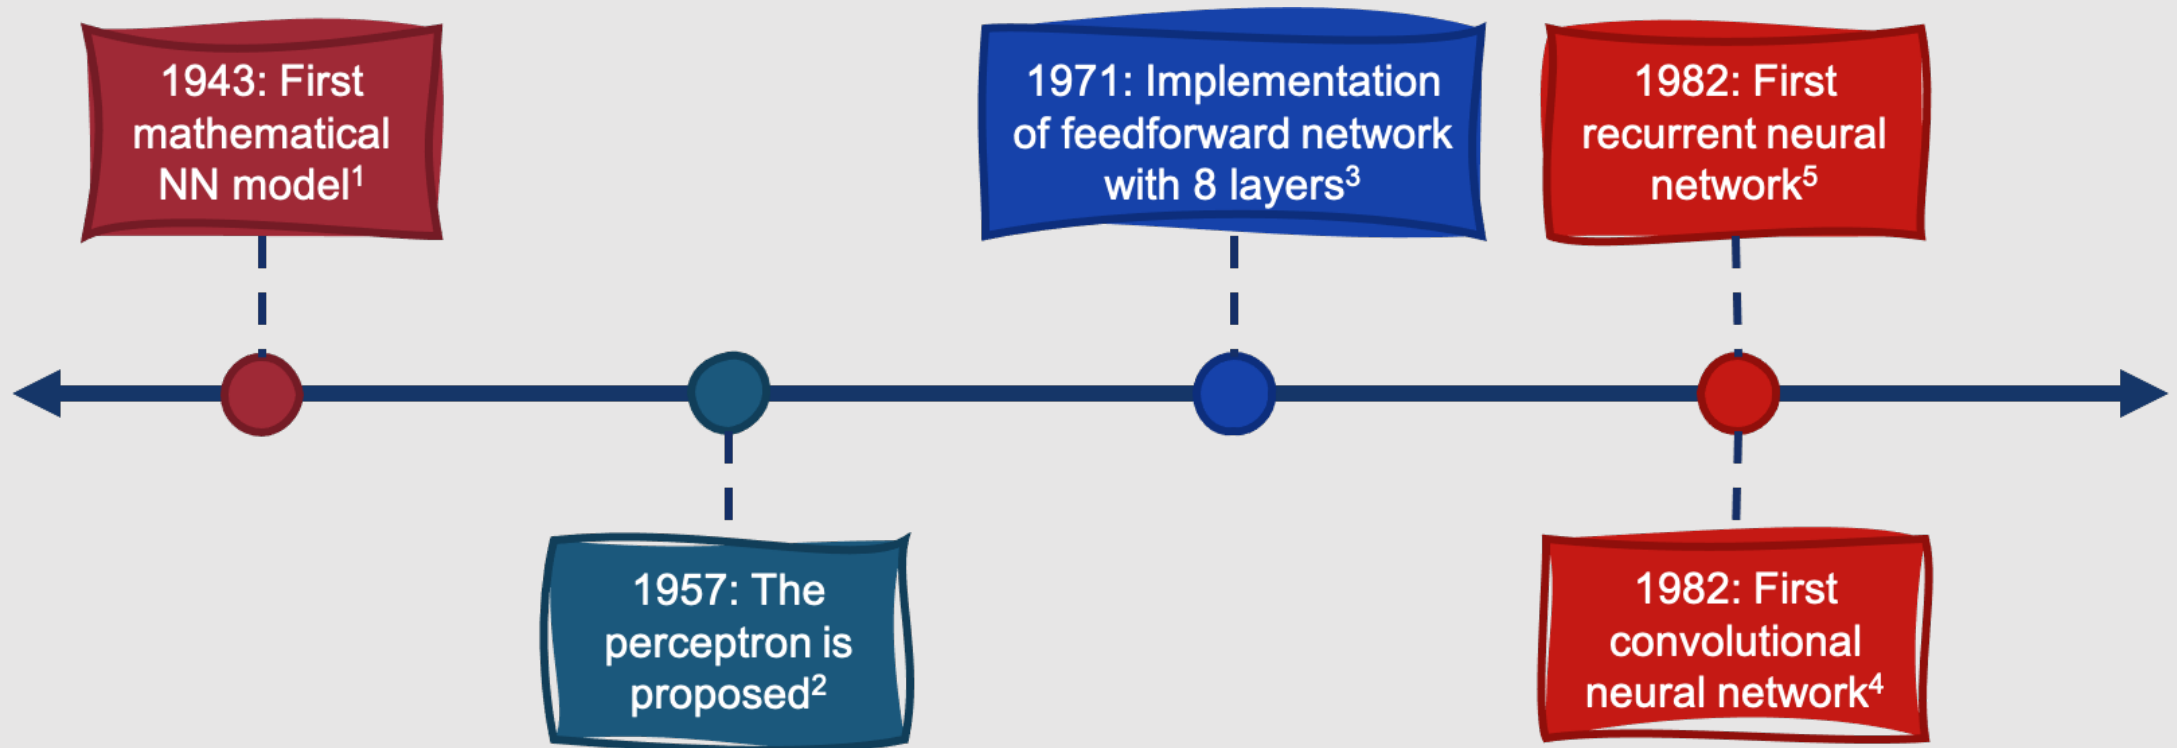 1943: First
mathematical
NN model¹
1957: The
perceptron is
proposed²
1971: Implementation
of feedforward network
with 8 layers³
1982: First
recurrent neural
network⁵
1982: First
convolutional
neural network⁴